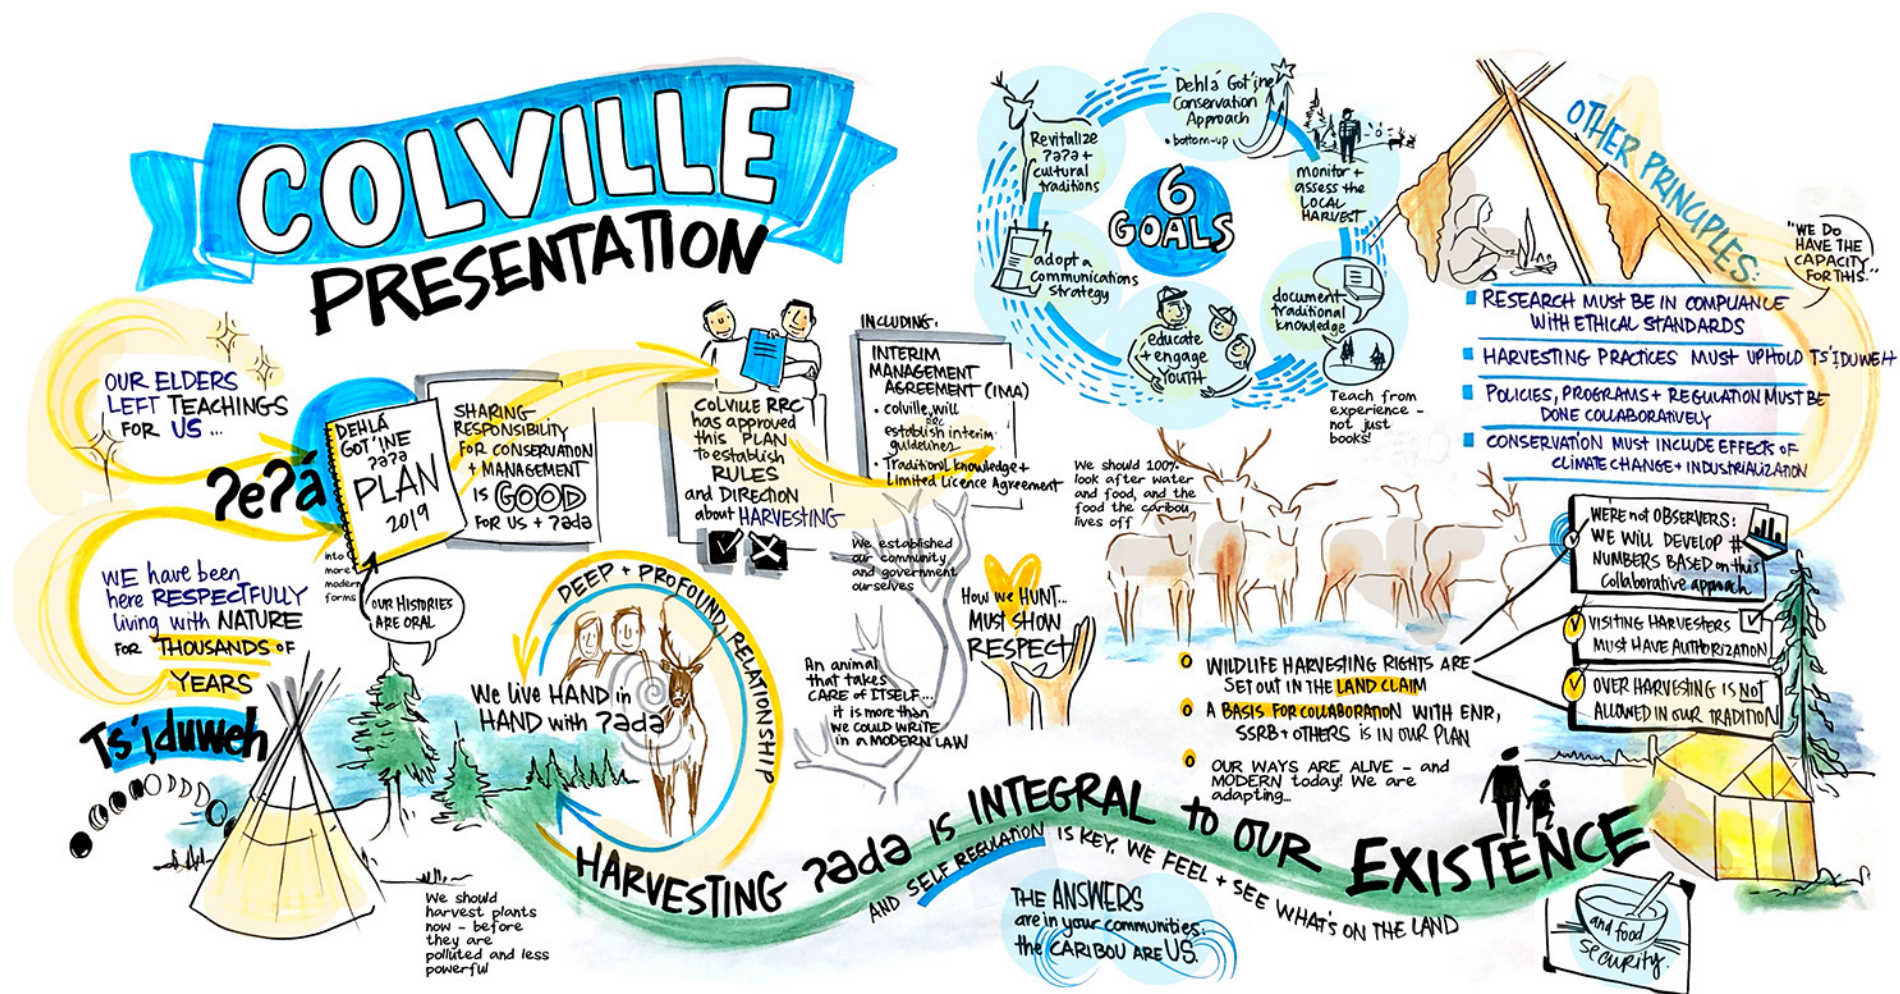 COLVILLE
PRESENTATION
OUR ELDERS
LEFT TEACHINGS
FOR US ...
ʔeʔá
DEHLÁ
GOT'INE
ʔəʔə
PLAN
2019
into
more
modern
forms
WE have been
here RESPECTFULLY
living with NATURE
FOR THOUSANDS OF
YEARS
Ts'įduweh
OUR HISTORIES
ARE ORAL
SHARING
RESPONSIBILITY
FOR CONSERVATION
+ MANAGEMENT
IS GOOD
FOR US + ʔədə
COLVILLE RRC
has approved
this PLAN
to establish
RULES
and DIRECTION
about HARVESTING
INCLUDING:
INTERIM
MANAGEMENT
AGREEMENT (IMA)
• colville will
RRC
establish interim
guidelines
• Traditional knowledge +
Limited Licence Agreement
DEEP + PROFOUND RELATIONSHIP
We live HAND in
HAND with ʔədə
We established
our community
and government
ourselves
An animal
that takes
CARE of ITSELF...
it is more than
we COULD WRITE
in a MODERN LAW
How we HUNT...
MUST SHOW
RESPECT
6
GOALS
Dehlá Got'ine
Conservation
Approach
• bottom-up
monitor +
assess the
LOCAL
HARVEST
document
traditional
knowledge
Teach from
experience -
not just
books!
educate
+ engage
YOUTH
adopt a
communications
strategy
Revitalize
ʔəʔə +
cultural
traditions
OTHER PRINCIPLES:
"WE DO
HAVE THE
CAPACITY
FOR THIS."
RESEARCH MUST BE IN COMPLIANCE
WITH ETHICAL STANDARDS
HARVESTING PRACTICES MUST UPHOLD TS'ĮDUWEH
POLICIES, PROGRAMS + REGULATION MUST BE
DONE COLLABORATIVELY
CONSERVATION MUST INCLUDE EFFECTS OF
CLIMATE CHANGE + INDUSTRIALIZATION
We should 100%
look after water
and food, and the
food the caribou
lives off
WILDLIFE HARVESTING RIGHTS ARE
SET OUT IN THE LAND CLAIM
A BASIS FOR COLLABORATION WITH ENR,
SSRB + OTHERS IS IN OUR PLAN
OUR WAYS ARE ALIVE - and
MODERN today! We are
adapting...
WE'RE not OBSERVERS:
WE WILL DEVELOP #
NUMBERS BASED on this
Collaborative approach
VISITING HARVESTERS
MUST HAVE AUTHORIZATION
OVER HARVESTING IS NOT
ALLOWED IN OUR TRADITION
HARVESTING ʔədə IS INTEGRAL to OUR EXISTENCE
AND SELF REGULATION IS KEY. WE FEEL + SEE WHAT'S ON THE LAND
We should
harvest plants
now - before
they are
polluted and less
powerful
THE ANSWERS
are in your communities:
the CARIBOU ARE US.
and food
security.